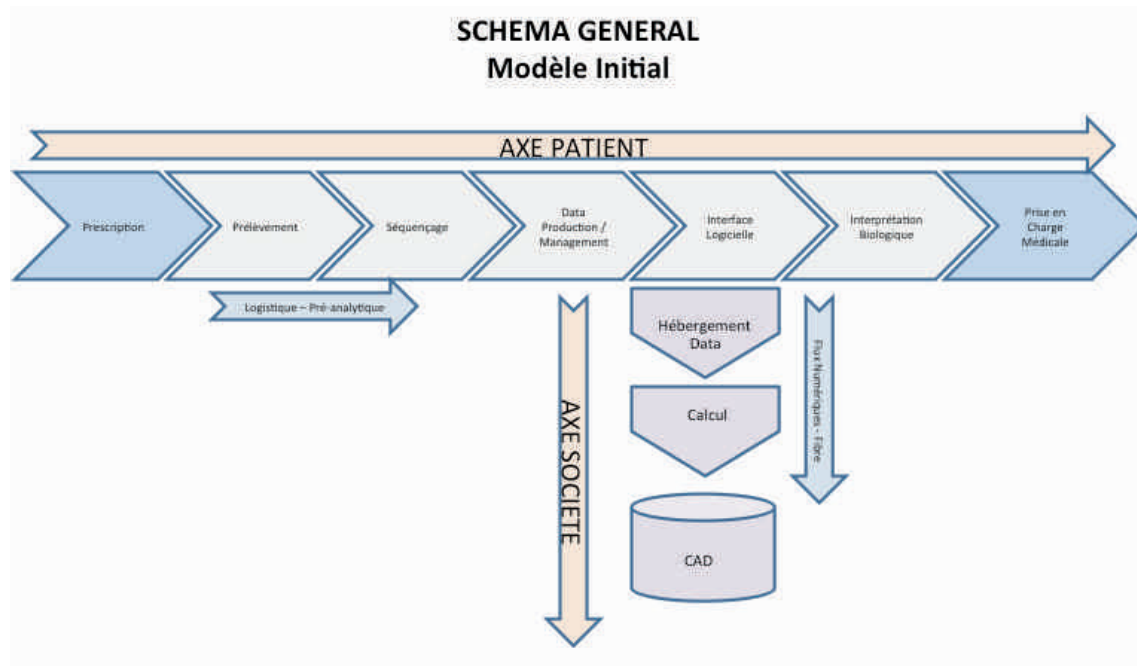 SCHEMA GENERAL
Modèle Initial
AXE PATIENT
Prescription
Prélèvement
Séquençage
Data
Production /
Management
Interface
Logicielle
Interprétation
Biologique
Prise en
Charge
Médicale
Logistique – Pré-analytique
AXE SOCIETE
Hébergement
Data
Calcul
CAD
Flux Numériques - Fibre